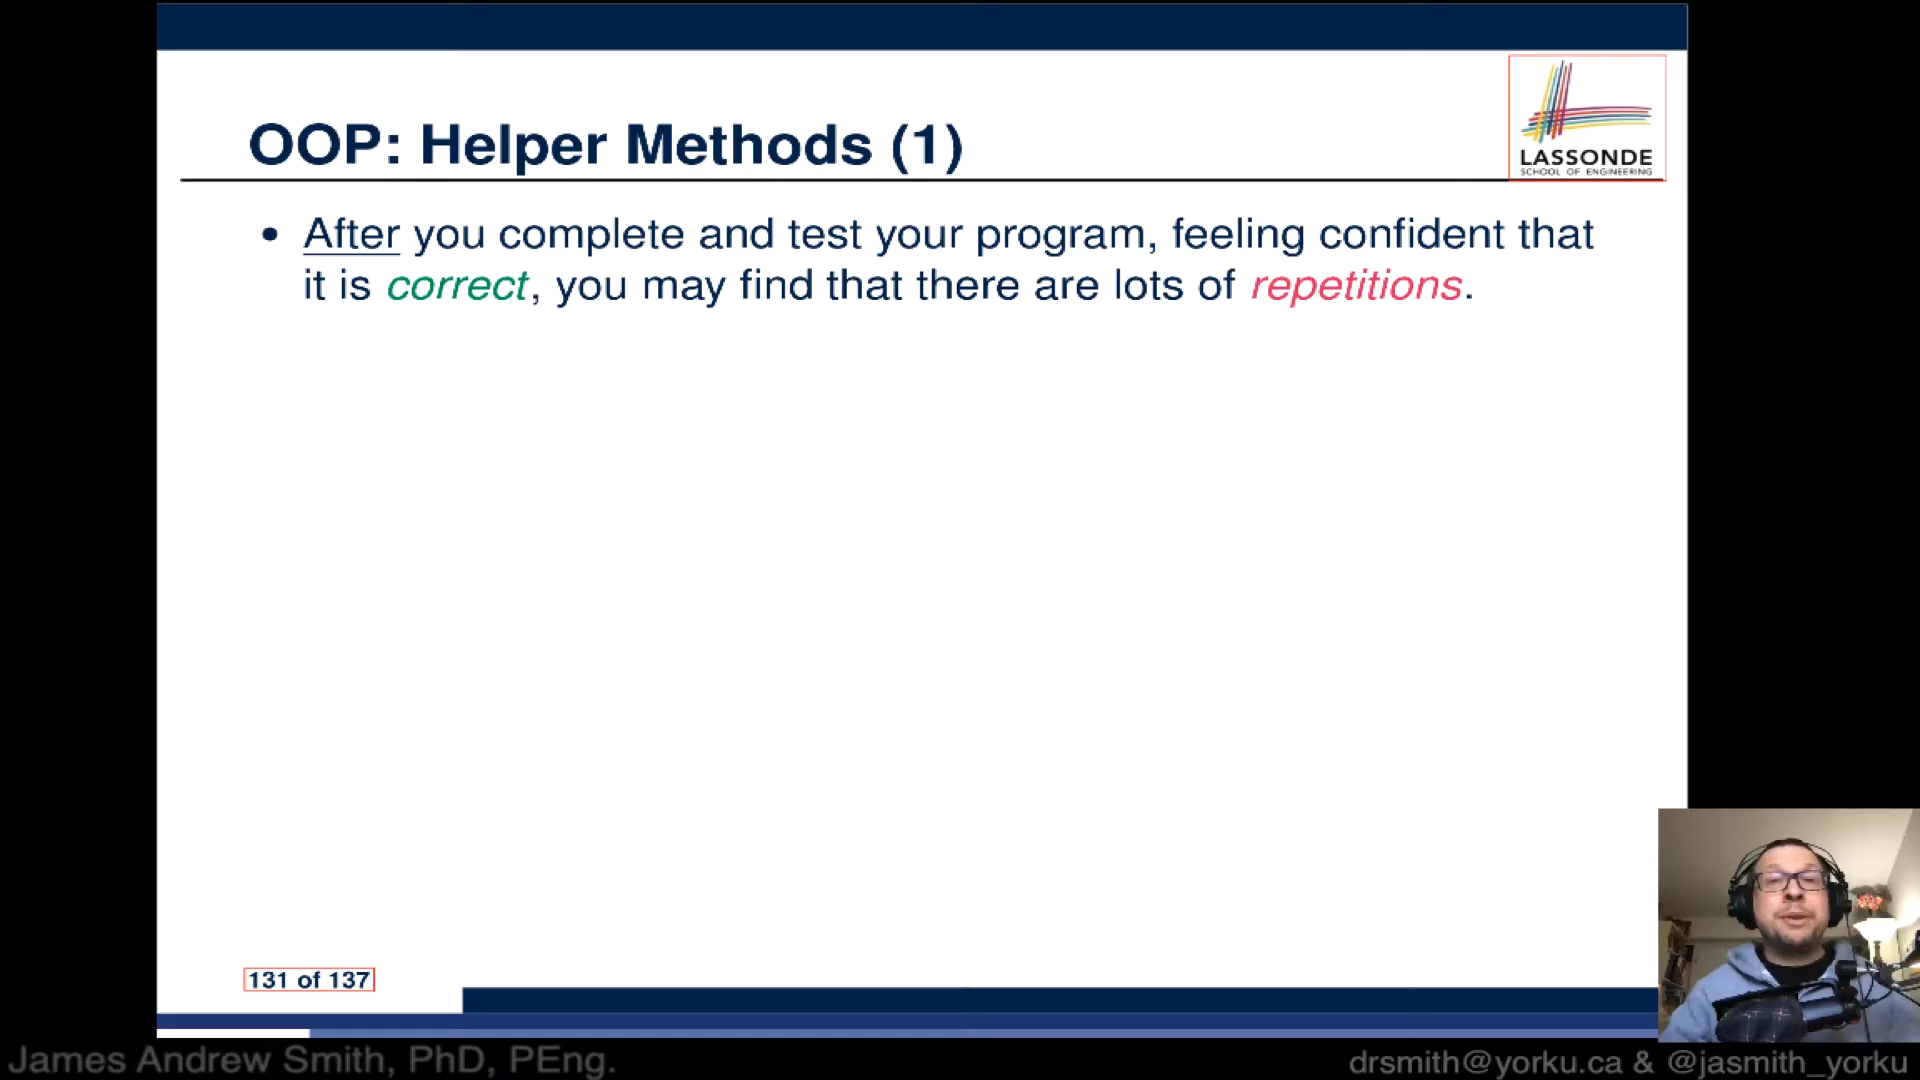 LASSONDE
SCHOOL OF ENGINEERING
OOP: Helper Methods (1)
• After you complete and test your program, feeling confident that
it is correct, you may find that there are lots of repetitions.
131 of 137
James Andrew Smith, PhD, PEng.
drsmith@yorku.ca & @jasmith_yorku